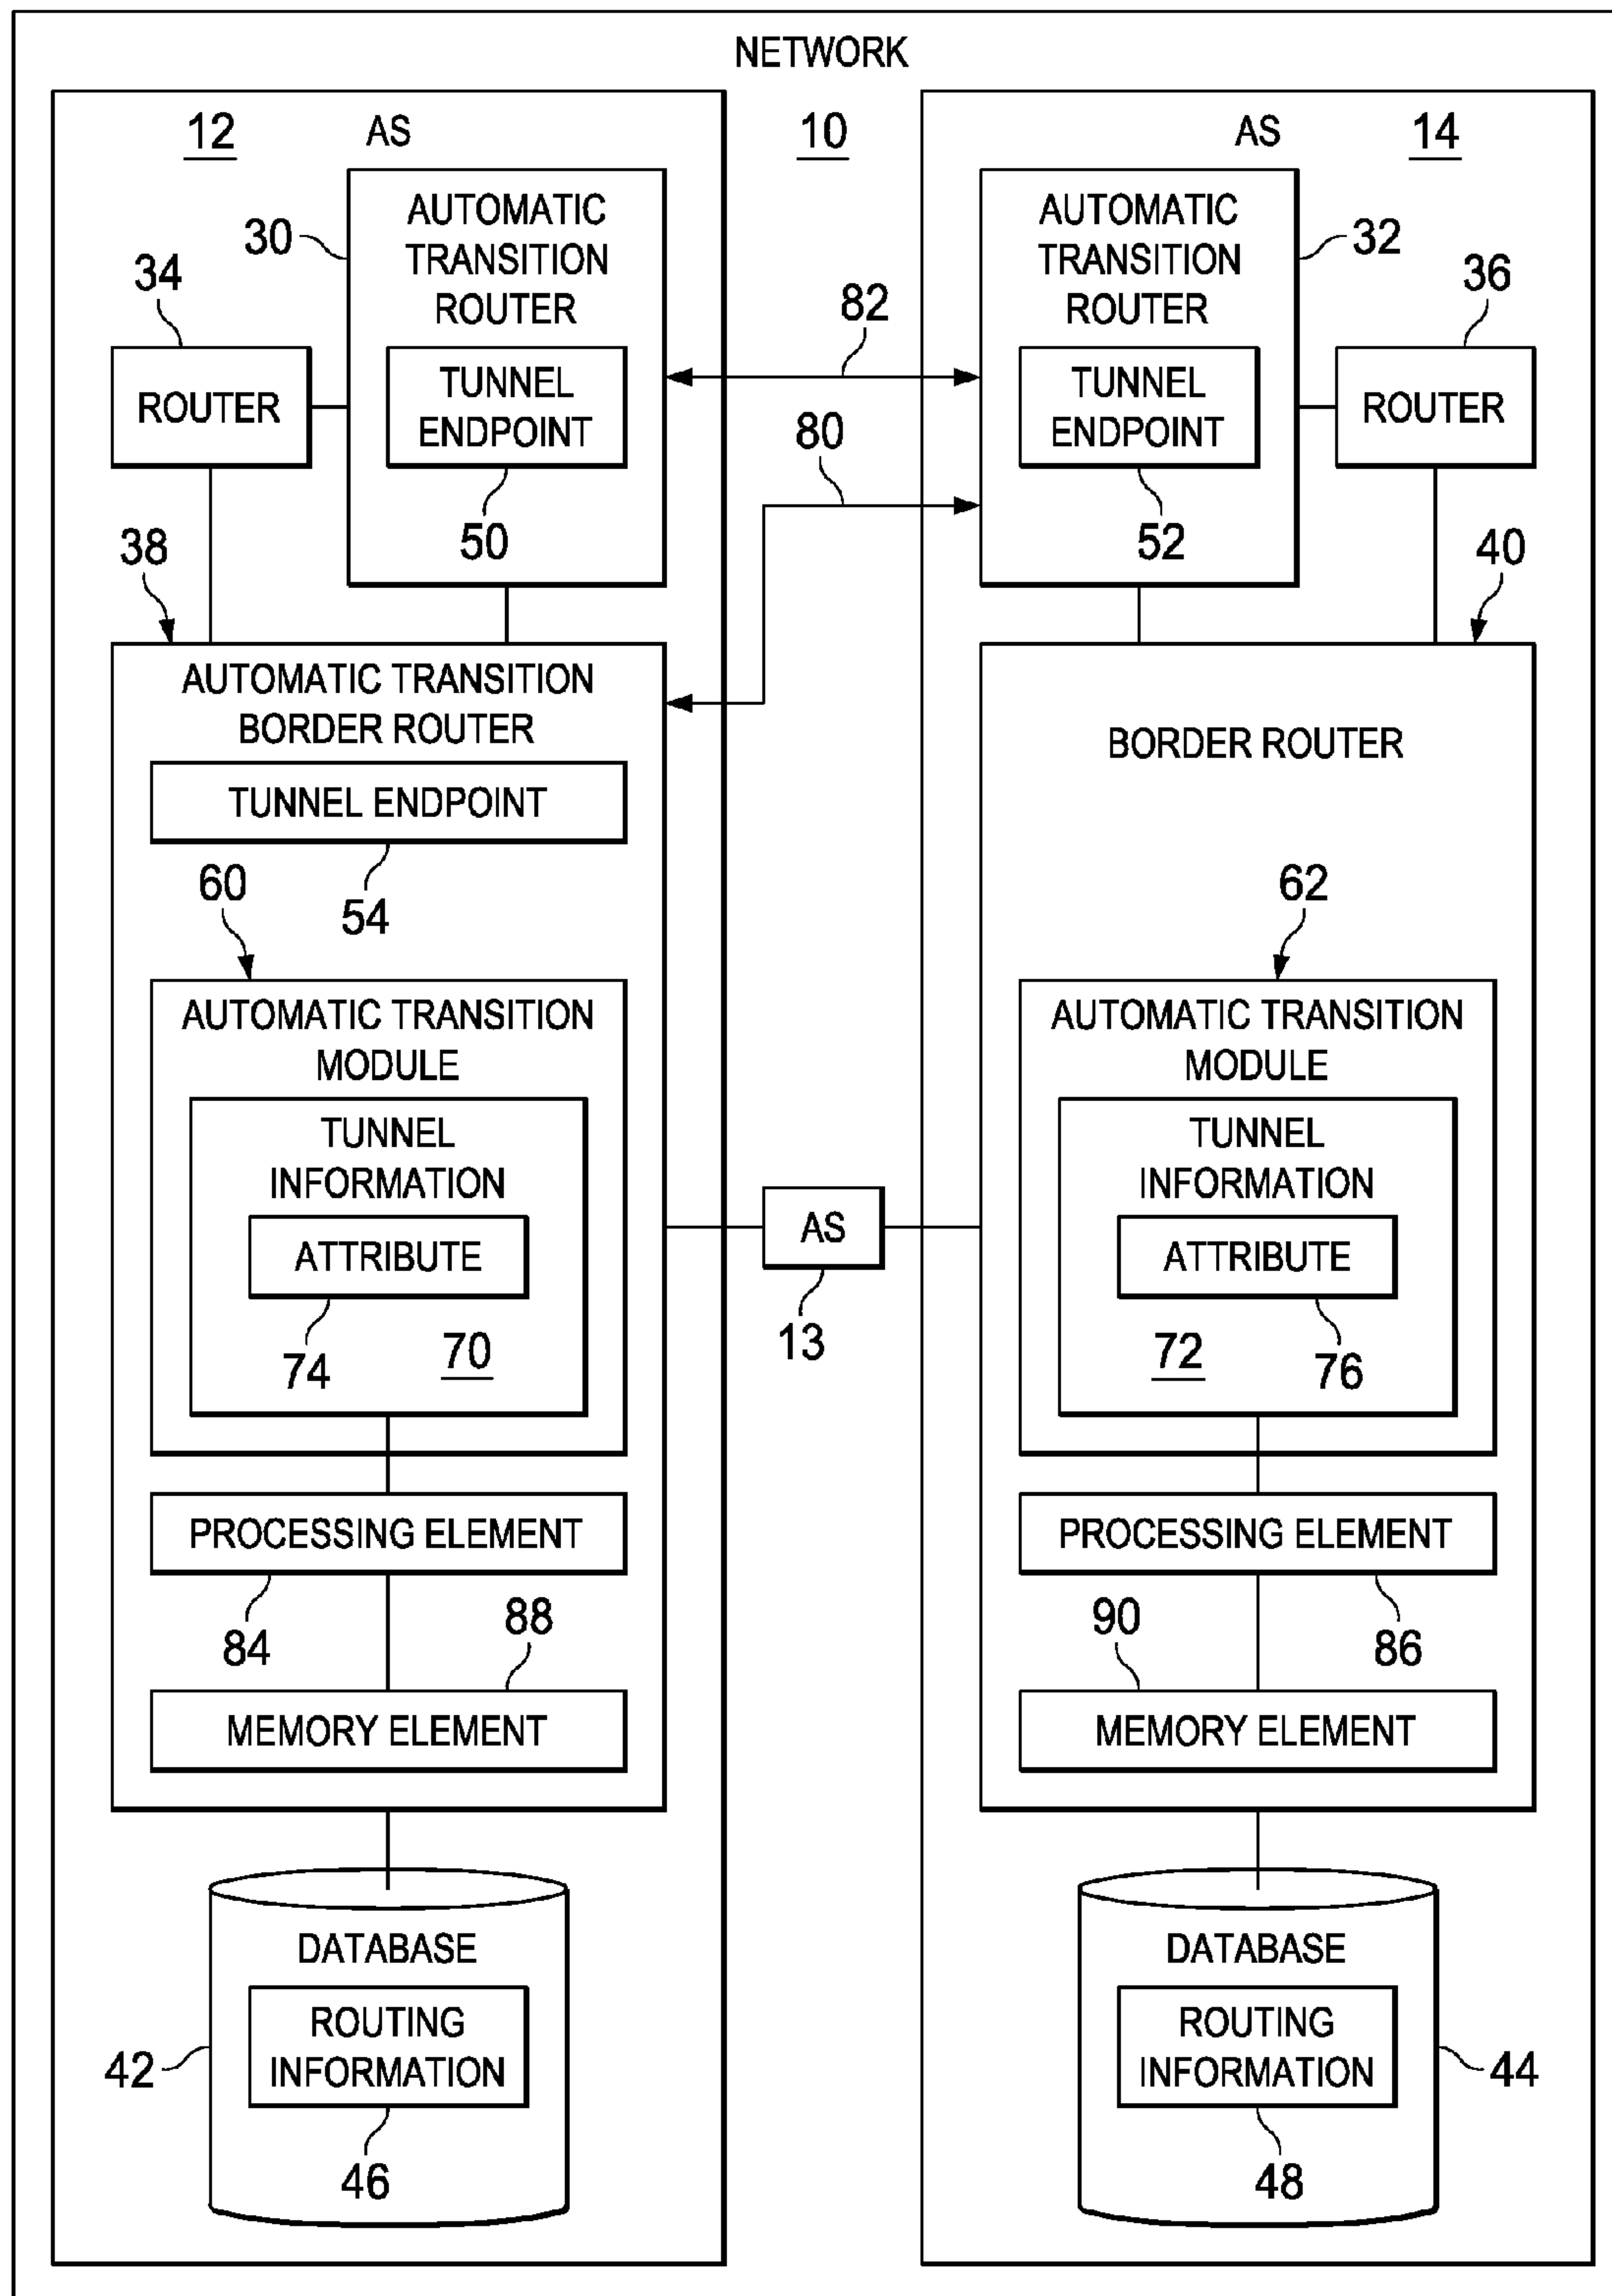 NETWORK
12
AS
10
AS
14
30
AUTOMATIC
TRANSITION
ROUTER
AUTOMATIC
TRANSITION
ROUTER
32
34
ROUTER
TUNNEL
ENDPOINT
50
82
80
TUNNEL
ENDPOINT
52
36
ROUTER
38
AUTOMATIC TRANSITION
BORDER ROUTER
TUNNEL ENDPOINT
54
60
AUTOMATIC TRANSITION
MODULE
TUNNEL
INFORMATION
ATTRIBUTE
74
70
PROCESSING ELEMENT
84
88
MEMORY ELEMENT
AS
13
40
BORDER ROUTER
62
AUTOMATIC TRANSITION
MODULE
TUNNEL
INFORMATION
ATTRIBUTE
72
76
PROCESSING ELEMENT
90
86
MEMORY ELEMENT
DATABASE
ROUTING
INFORMATION
42
46
DATABASE
ROUTING
INFORMATION
44
48